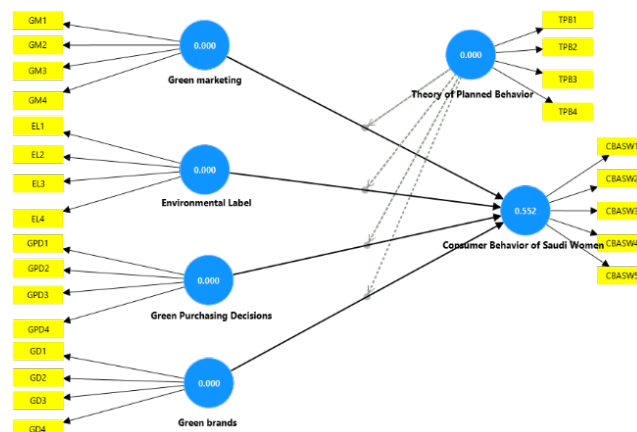 GM1
GM2
GM3
GM4
0.000
Green marketing
EL1
EL2
EL3
EL4
0.000
Environmental Label
GPD1
GPD2
GPD3
GPD4
0.000
Green Purchasing Decisions
GD1
GD2
GD3
GD4
0.000
Green brands
0.000
Theory of Planned Behavior
TPB1
TPB2
TPB3
TPB4
0.552
Consumer Behavior of Saudi Women
CBASW1
CBASW2
CBASW3
CBASW4
CBASW5